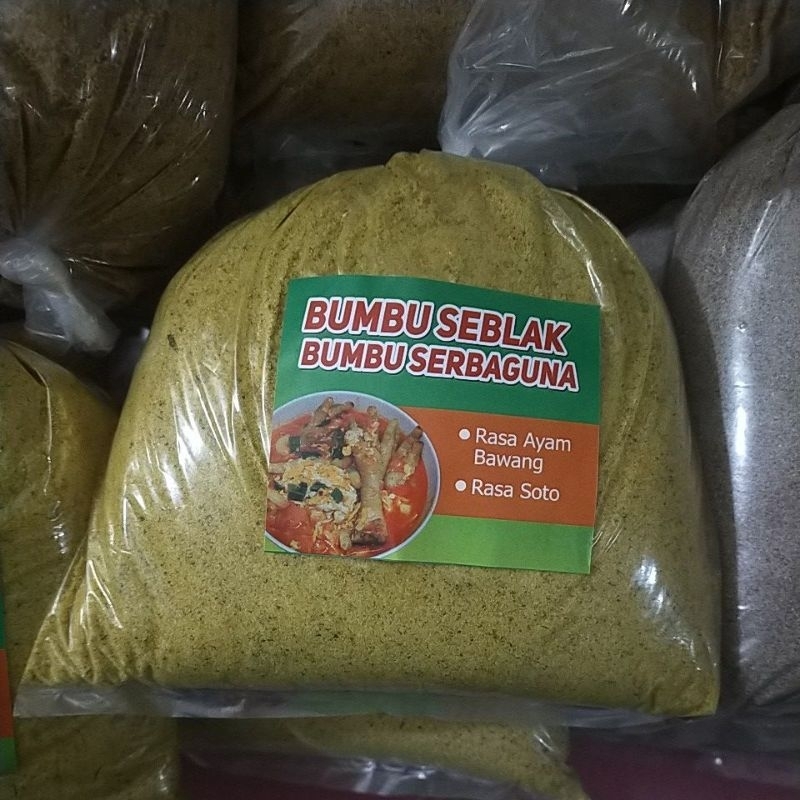 BUMBU SEBLAK
BUMBU SERBAGUNA
• Rasa Ayam
Bawang
• Rasa Soto